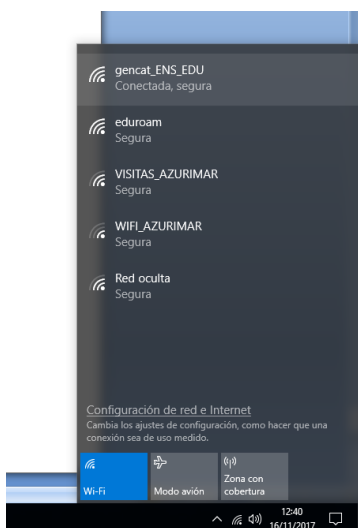 gencat_ENS_EDU
Conectada, segura
eduroam
Segura
VISITAS_AZURIMAR
Segura
WIFI_AZURIMAR
Segura
Red oculta
Segura
Configuración de red e Internet
Cambia los ajustes de configuración, como hacer que una
conexión sea de uso medido.
Wi-Fi
Modo avión
Zona con
cobertura
12:40
16/11/2017